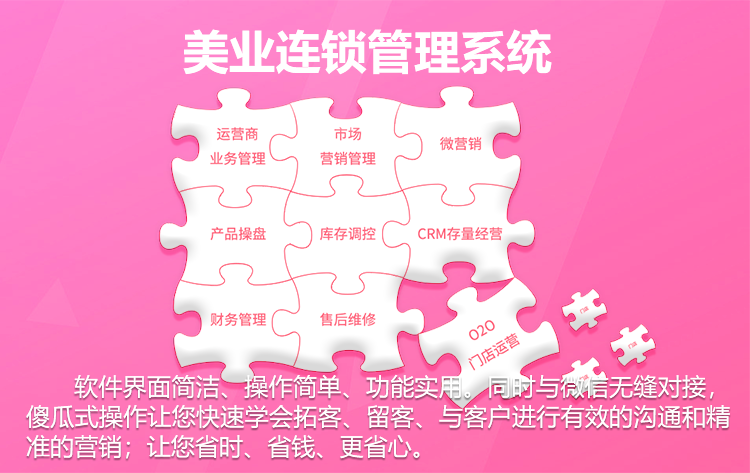 美业连锁管理系统
运营商
业务管理
市场
营销管理
微营销
产品操盘
库存调控
CRM存量经营
财务管理
售后维修
O2O
门店运营
软件界面简洁、操作简单、功能实用。同时与微信无缝对接，
傻瓜式操作让您快速学会拓客、留客、与客户进行有效的沟通和精
准的营销；让您省时、省钱、更省心。